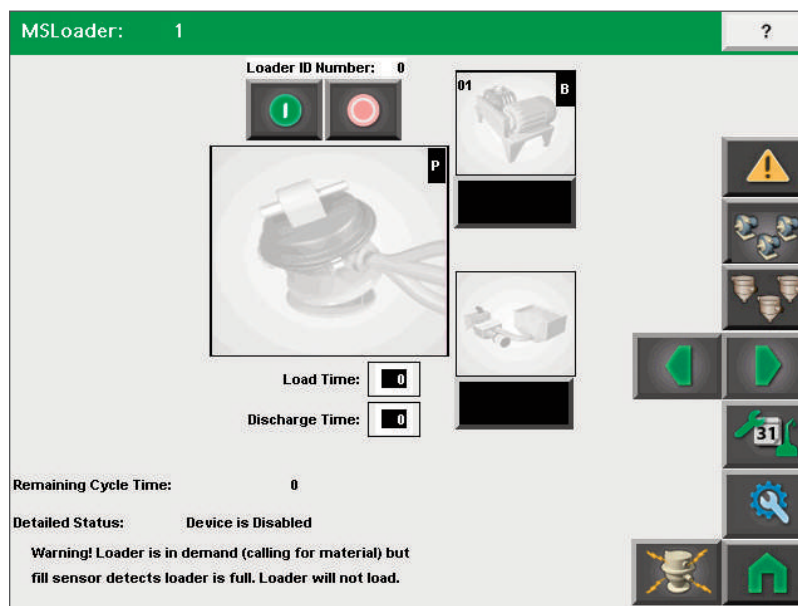 MSLoader: 1
?
Loader ID Number: 0
01 B
P
Load Time: 0
Discharge Time: 0
31
Remaining Cycle Time: 0
Detailed Status: Device is Disabled
Warning! Loader is in demand (calling for material) but
fill sensor detects loader is full. Loader will not load.